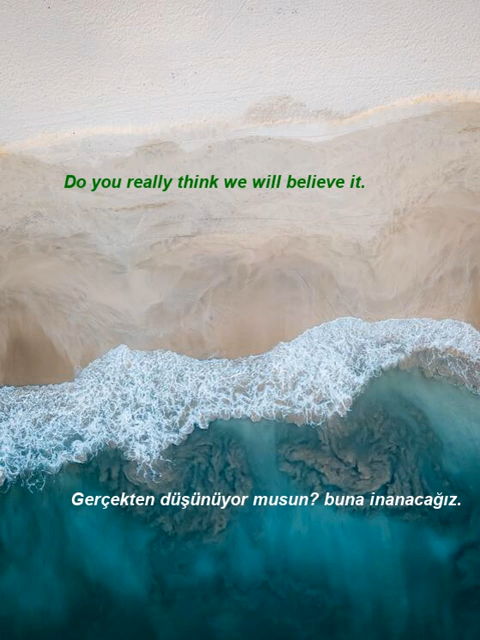 Do you really think we will believe it.
Gerçekten düşünüyor musun? buna inanacağız.